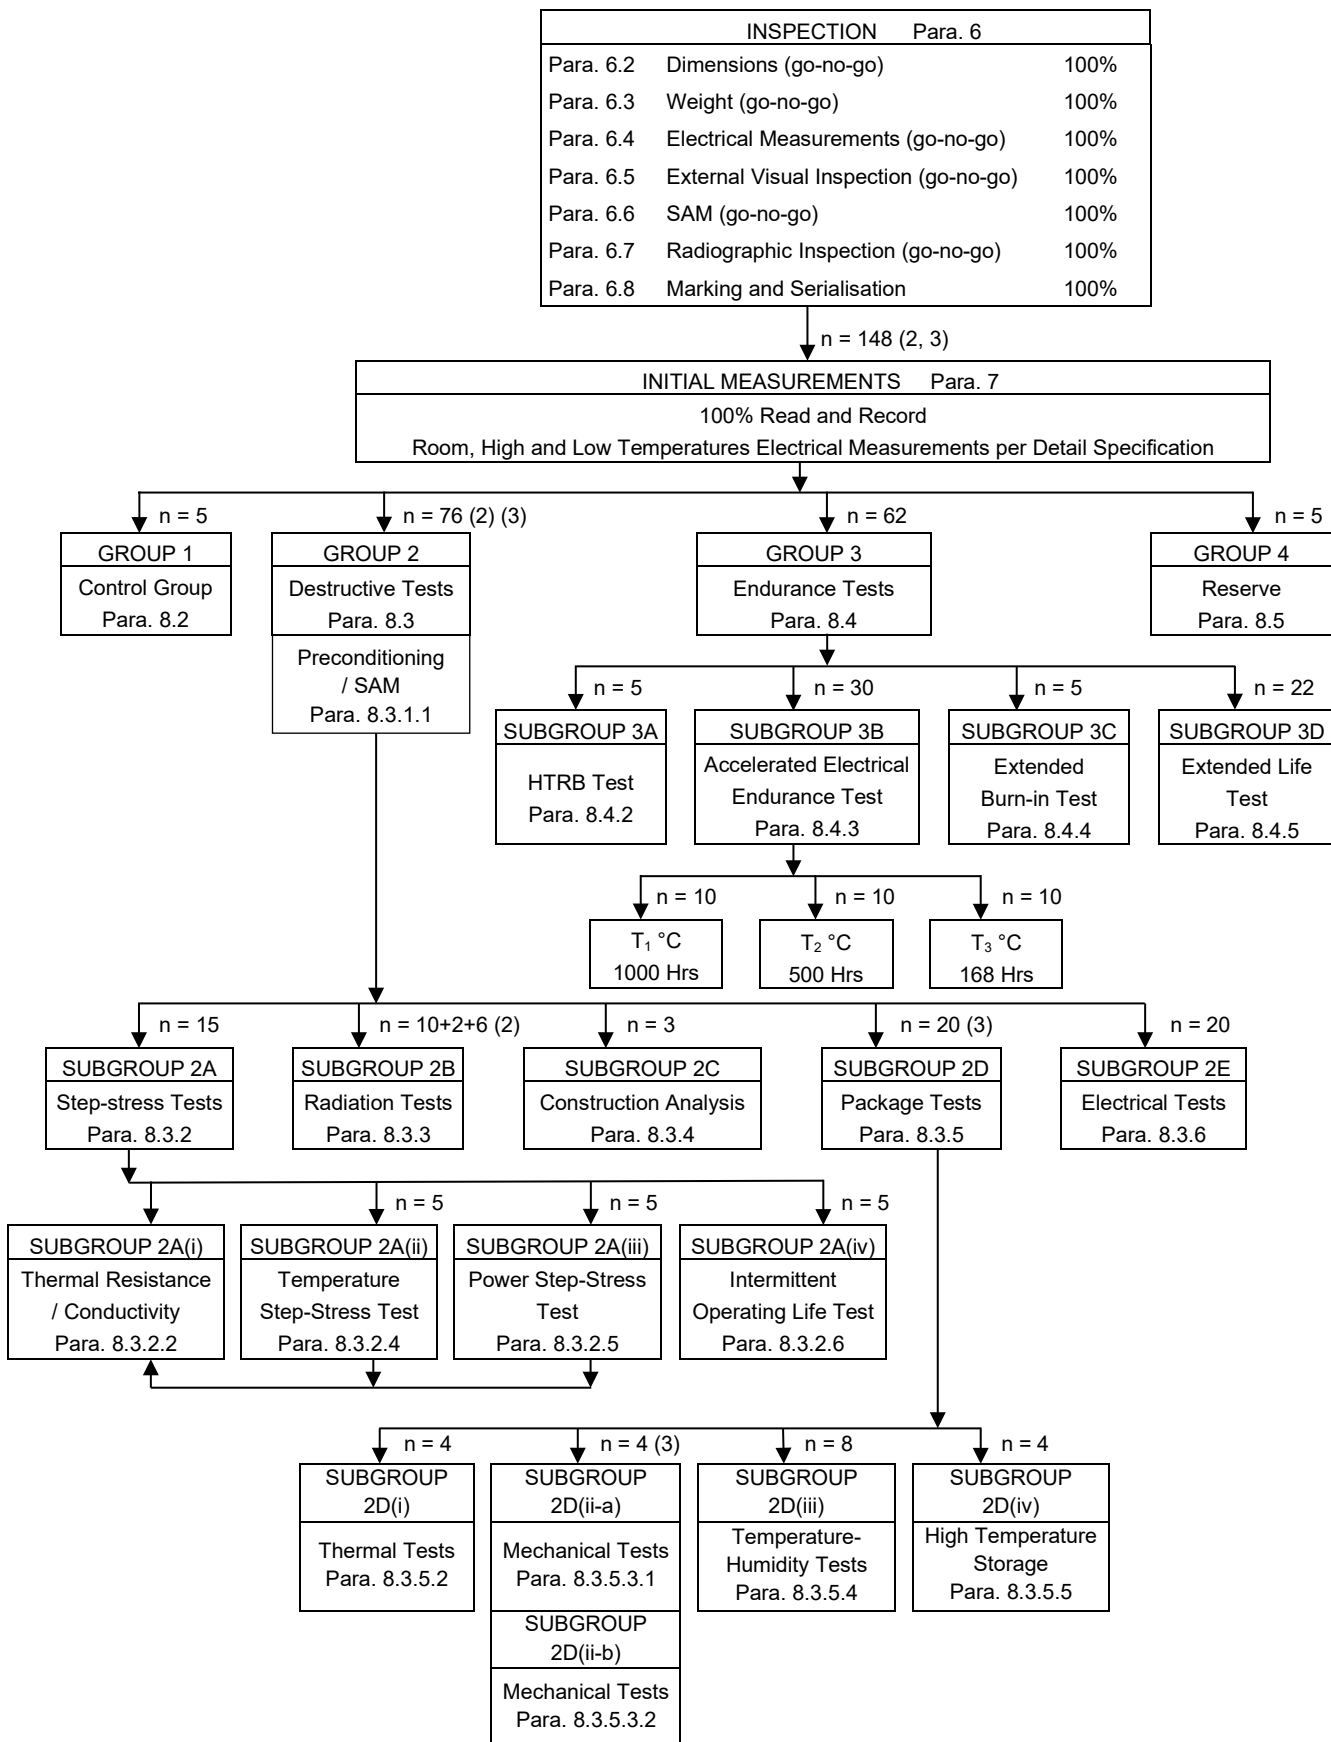 INSPECTION Para. 6
Para. 6.2 Dimensions (go-no-go) 100%
Para. 6.3 Weight (go-no-go) 100%
Para. 6.4 Electrical Measurements (go-no-go) 100%
Para. 6.5 External Visual Inspection (go-no-go) 100%
Para. 6.6 SAM (go-no-go) 100%
Para. 6.7 Radiographic Inspection (go-no-go) 100%
Para. 6.8 Marking and Serialisation 100%
n = 148 (2, 3)
INITIAL MEASUREMENTS Para. 7
100% Read and Record
Room, High and Low Temperatures Electrical Measurements per Detail Specification
n = 5
GROUP 1
Control Group
Para. 8.2
n = 76 (2) (3)
GROUP 2
Destructive Tests
Para. 8.3
Preconditioning
/ SAM
Para. 8.3.1.1
n = 62
GROUP 3
Endurance Tests
Para. 8.4
n = 5
GROUP 4
Reserve
Para. 8.5
n = 5
SUBGROUP 3A
HTRB Test
Para. 8.4.2
n = 30
SUBGROUP 3B
Accelerated Electrical
Endurance Test
Para. 8.4.3
n = 5
SUBGROUP 3C
Extended
Burn-in Test
Para. 8.4.4
n = 22
SUBGROUP 3D
Extended Life
Test
Para. 8.4.5
n = 10
T₁ °C
1000 Hrs
n = 10
T₂ °C
500 Hrs
n = 10
T₃ °C
168 Hrs
n = 15
SUBGROUP 2A
Step-stress Tests
Para. 8.3.2
n = 10+2+6 (2)
SUBGROUP 2B
Radiation Tests
Para. 8.3.3
n = 3
SUBGROUP 2C
Construction Analysis
Para. 8.3.4
n = 20 (3)
SUBGROUP 2D
Package Tests
Para. 8.3.5
n = 20
SUBGROUP 2E
Electrical Tests
Para. 8.3.6
SUBGROUP 2A(i)
Thermal Resistance
/ Conductivity
Para. 8.3.2.2
n = 5
SUBGROUP 2A(ii)
Temperature
Step-Stress Test
Para. 8.3.2.4
n = 5
SUBGROUP 2A(iii)
Power Step-Stress
Test
Para. 8.3.2.5
n = 5
SUBGROUP 2A(iv)
Intermittent
Operating Life Test
Para. 8.3.2.6
n = 4
SUBGROUP
2D(i)
Thermal Tests
Para. 8.3.5.2
n = 4 (3)
SUBGROUP
2D(ii-a)
Mechanical Tests
Para. 8.3.5.3.1
SUBGROUP
2D(ii-b)
Mechanical Tests
Para. 8.3.5.3.2
n = 8
SUBGROUP
2D(iii)
Temperature-
Humidity Tests
Para. 8.3.5.4
n = 4
SUBGROUP
2D(iv)
High Temperature
Storage
Para. 8.3.5.5